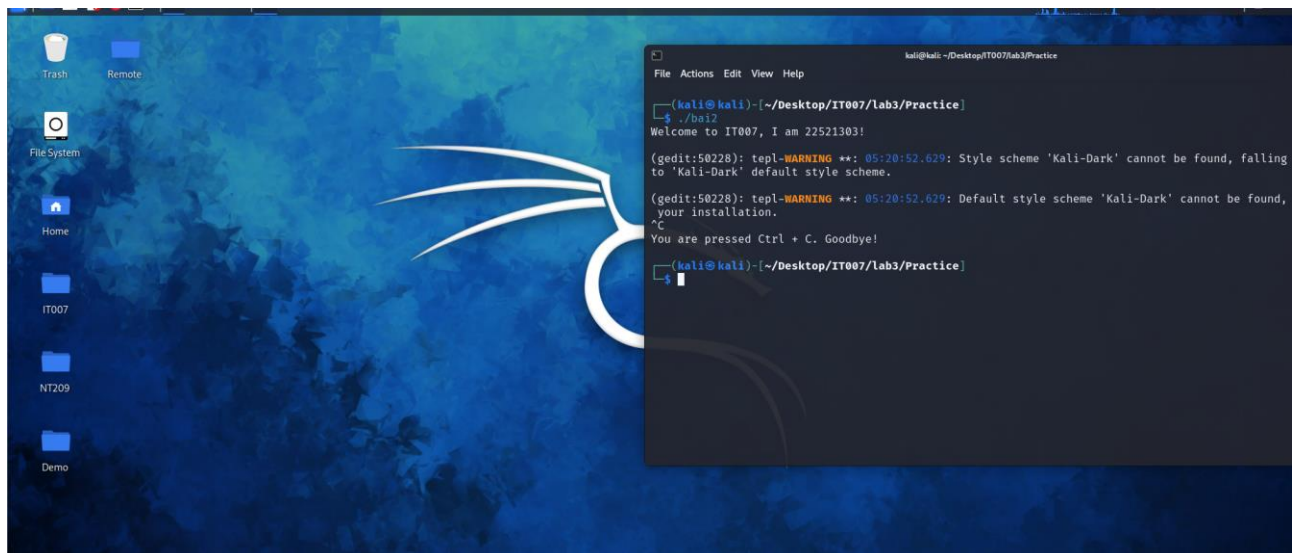 Trash
Remote
File System
Home
IT007
NT209
Demo
kali@kali: ~/Desktop/IT007/lab3/Practice
File Actions Edit View Help
(kali㉿kali)-[~/Desktop/IT007/lab3/Practice]
$ ./bai2
Welcome to IT007, I am 22521303!
(gedit:50228): tepl-WARNING **: 05:20:52.629: Style scheme 'Kali-Dark' cannot be found, falling
to 'Kali-Dark' default style scheme.
(gedit:50228): tepl-WARNING **: 05:20:52.629: Default style scheme 'Kali-Dark' cannot be found,
your installation.
^C
You are pressed Ctrl + C. Goodbye!
(kali㉿kali)-[~/Desktop/IT007/lab3/Practice]
$